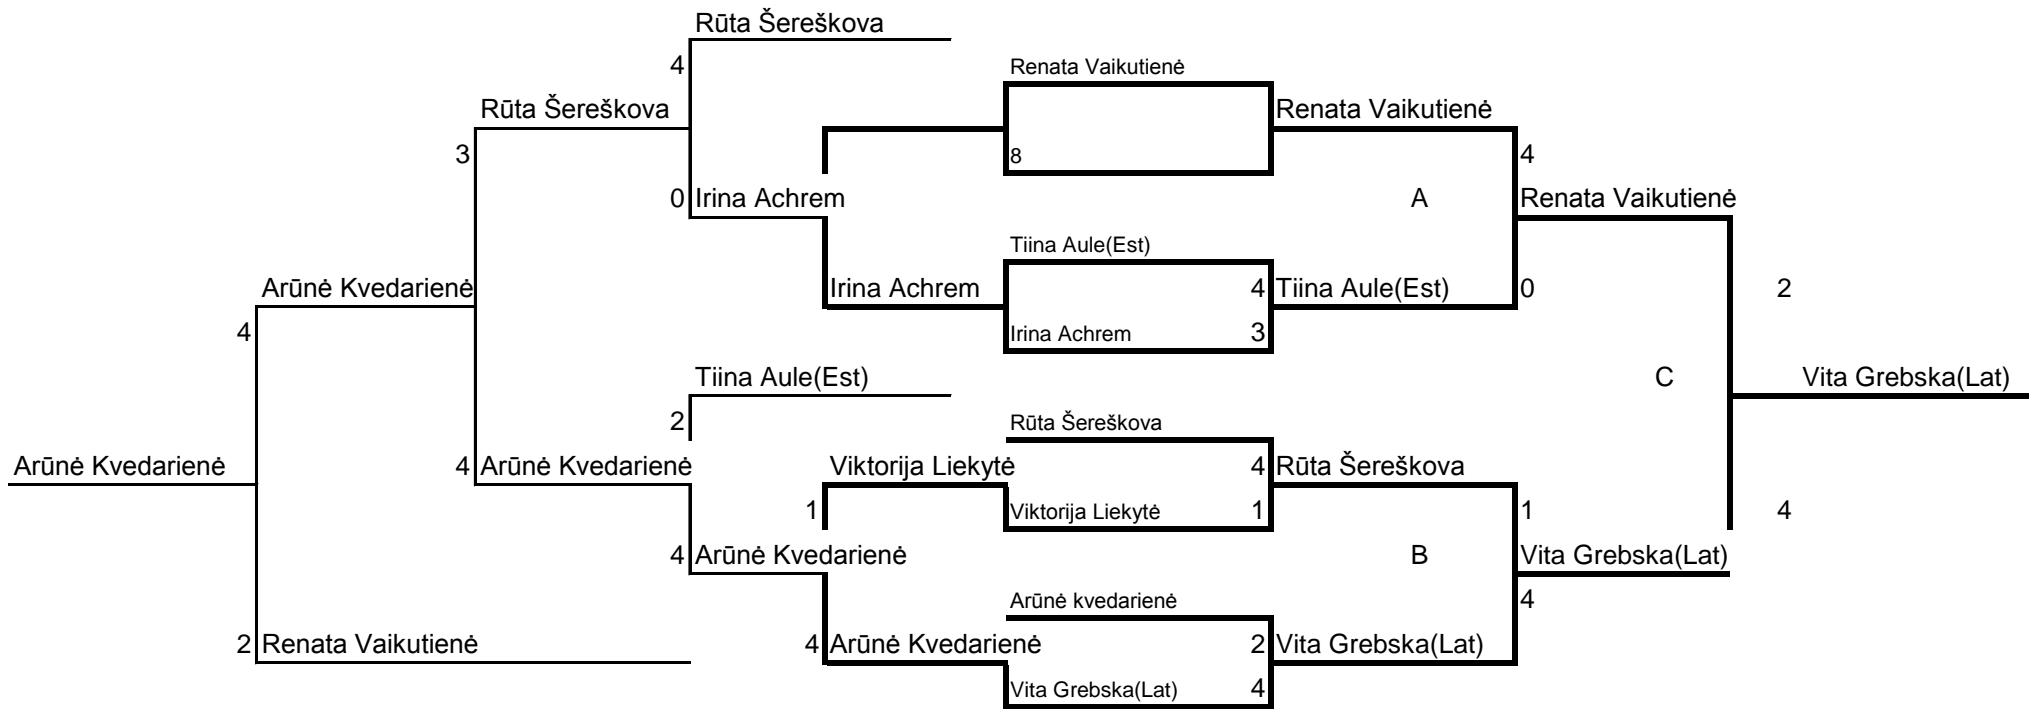 Rūta Šereškova
4
Renata Vaikutienė
Rūta Šereškova
Renata Vaikutienė
3
8
4
0
Irina Achrem
A
Renata Vaikutienė
Tiina Aule(Est)
Arūnė Kvedarienė
Irina Achrem
4
Tiina Aule(Est)
0
2
4
Irina Achrem
3
Tiina Aule(Est)
C
Vita Grebska(Lat)
2
Rūta Šereškova
Arūnė Kvedarienė
4
Arūnė Kvedarienė
Viktorija Liekytė
4
Rūta Šereškova
1
Viktorija Liekytė
1
1
4
4
Arūnė Kvedarienė
B
Vita Grebska(Lat)
Arūnė kvedarienė
4
2
Renata Vaikutienė
4
Arūnė Kvedarienė
2
Vita Grebska(Lat)
Vita Grebska(Lat)
4